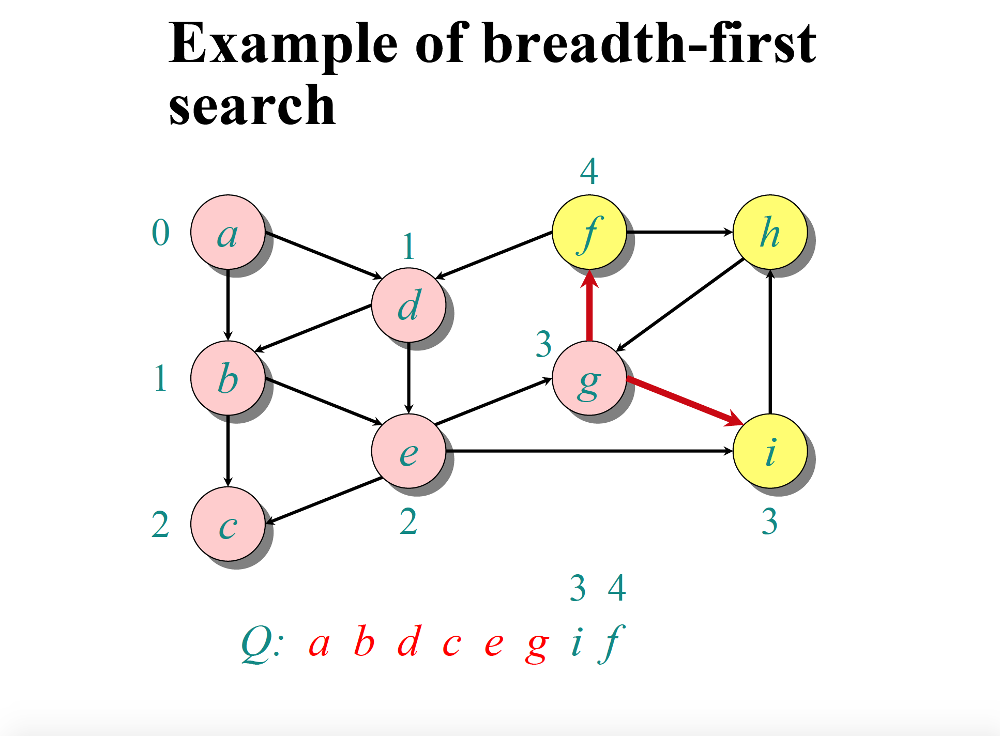 Example of breadth-first
search
4
0 a f h
1
d
3
1 b g
e i
2 c 2 3
3 4
Q: a b d c e g i f